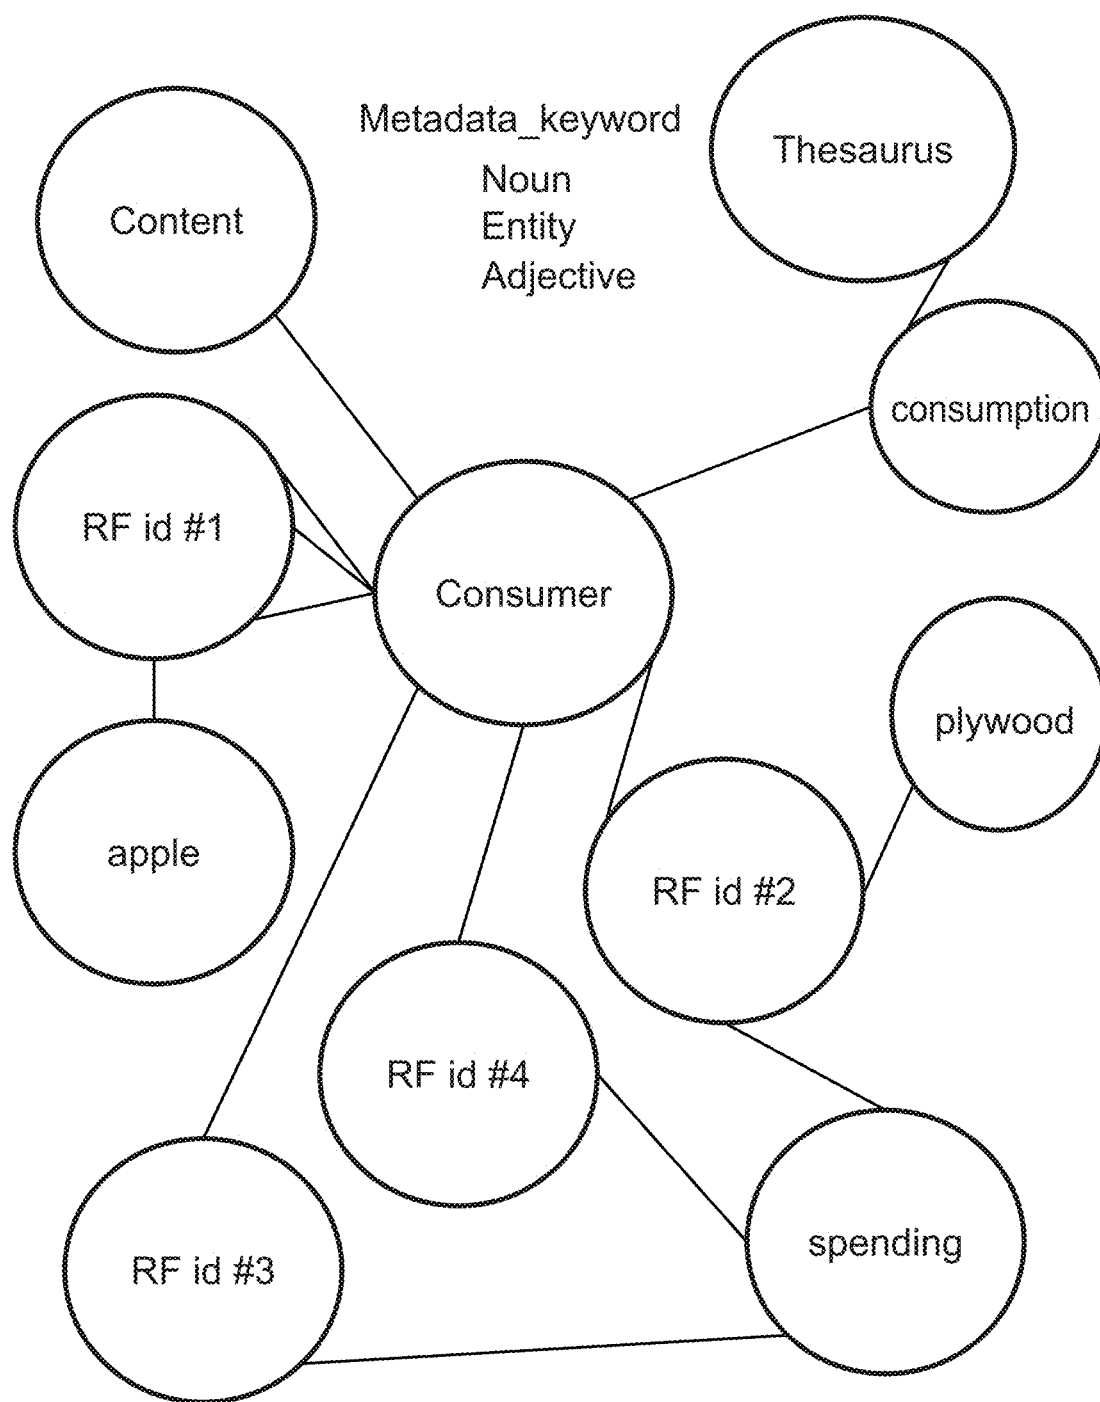 Metadata_keyword
Thesaurus
Noun
Content
Entity
Adjective
consumption
RF id #1
Consumer
plywood
apple
RF id #2
RF id #4
spending
RF id #3